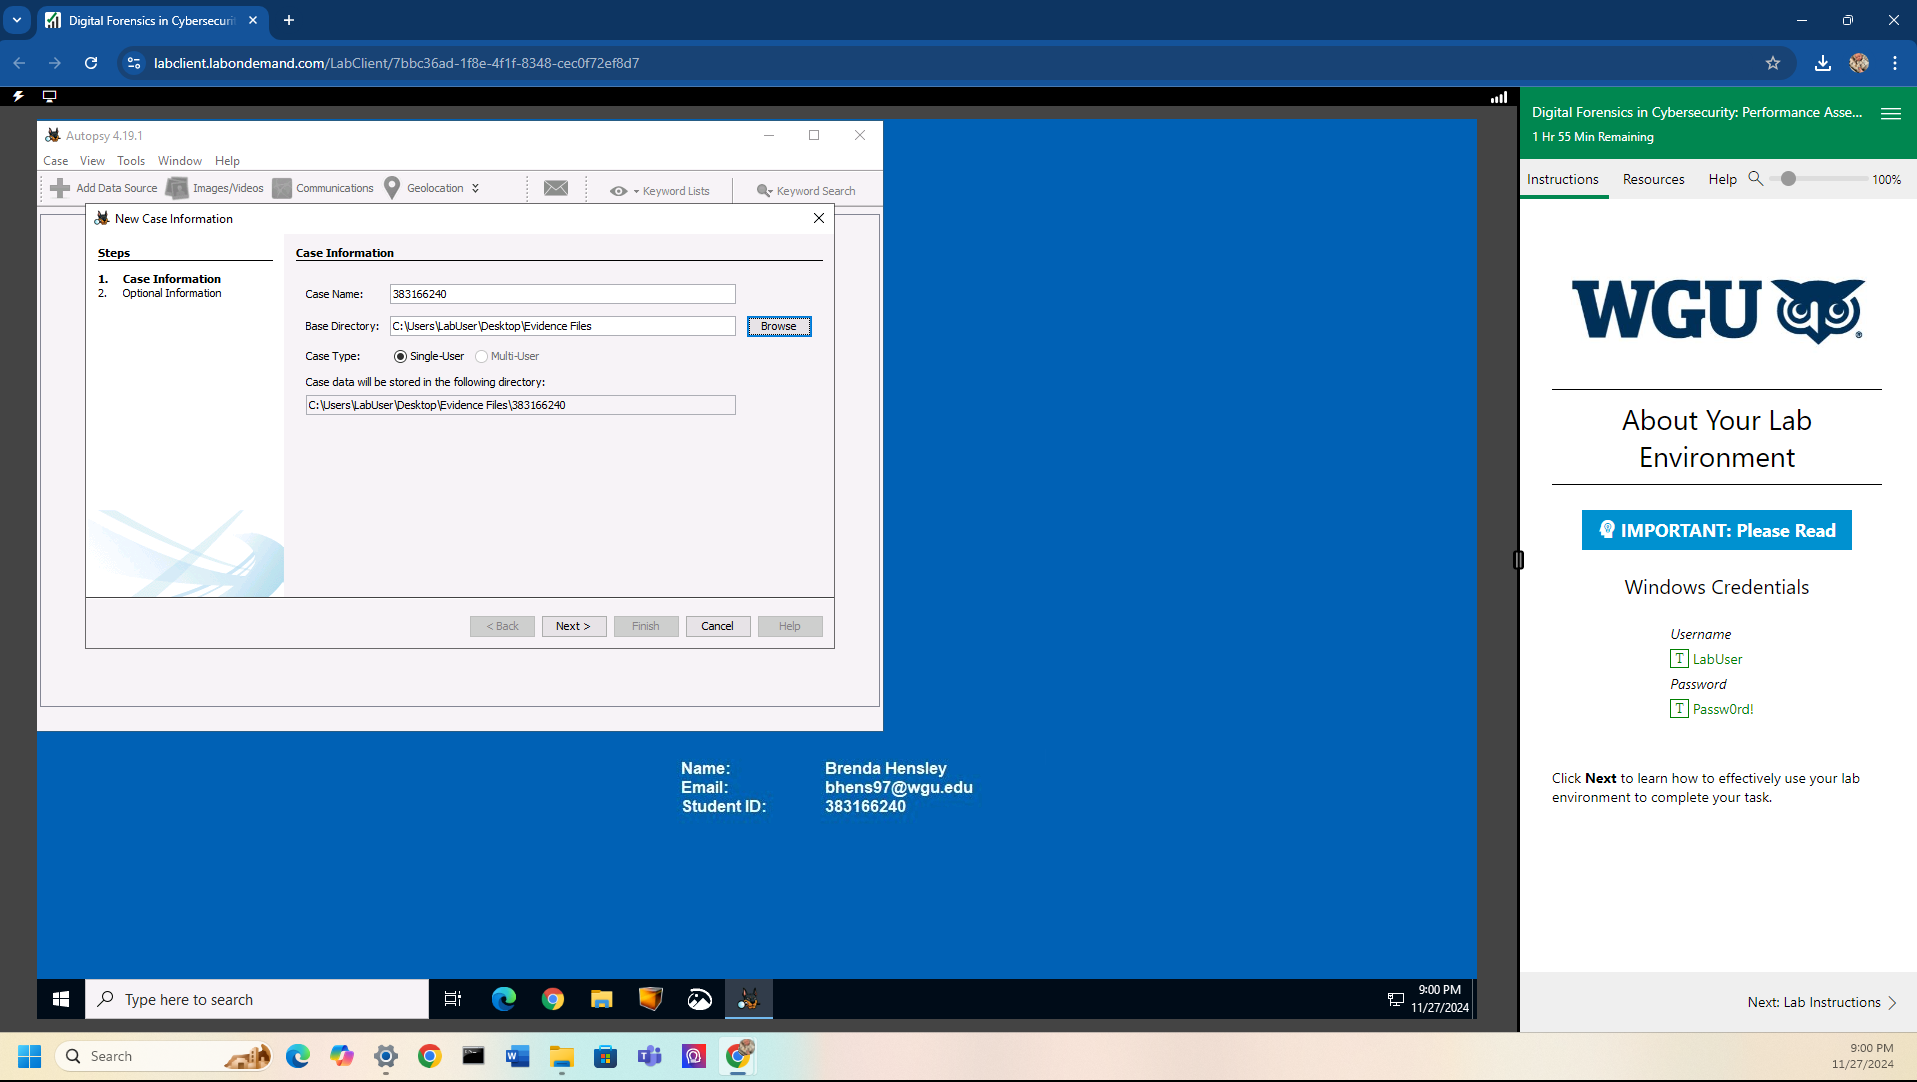 Digital Forensics in Cybersecuri
labclient.labondemand.com/LabClient/7bbc36ad-1f8e-4f1f-8348-cec0f72ef8d7
Autopsy 4.19.1
Case View Tools Window Help
Add Data Source Images/Videos Communications Geolocation Keyword Lists Keyword Search
New Case Information
Steps
1. Case Information
2. Optional Information
Case Information
Case Name: 383166240
Base Directory: C:\Users\LabUser\Desktop\Evidence Files Browse
Case Type: Single-User Multi-User
Case data will be stored in the following directory:
C:\Users\LabUser\Desktop\Evidence Files\383166240
< Back Next > Finish Cancel Help
Name: Brenda Hensley
Email: bhens97@wgu.edu
Student ID: 383166240
Type here to search
9:00 PM
11/27/2024
Digital Forensics in Cybersecurity: Performance Asse...
1 Hr 55 Min Remaining
Instructions Resources Help 100%
WGU
About Your Lab
Environment
IMPORTANT: Please Read
Windows Credentials
Username
T LabUser
Password
T Passw0rd!
Click Next to learn how to effectively use your lab
environment to complete your task.
Next: Lab Instructions
Search
9:00 PM
11/27/2024